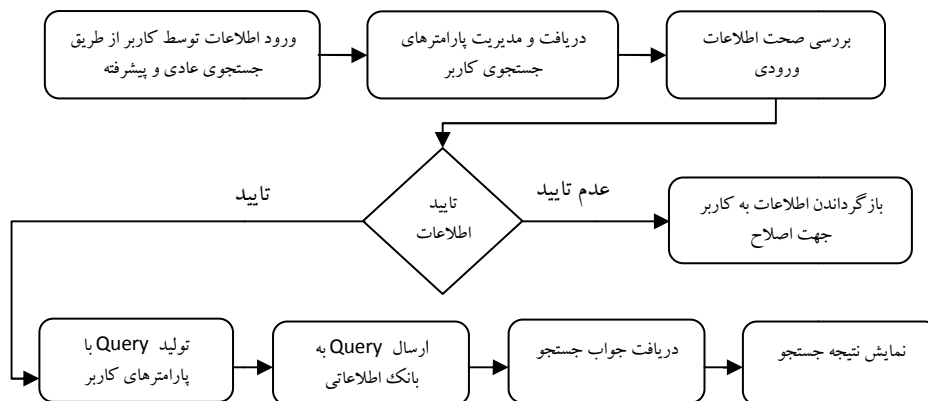 ورود اطلاعات توسط کاربر از طریق
جستجوی عادی و پیشرفته
دریافت و مدیریت پارامترهای
جستجوی کاربر
بررسی صحت اطلاعات
ورودی
تایید
اطلاعات
عدم تایید
بازگرداندن اطلاعات به کاربر
جهت اصلاح
تایید
تولید Query با
پارامترهای کاربر
ارسال Query به
بانک اطلاعاتی
دریافت جواب جستجو
نمایش نتیجه جستجو